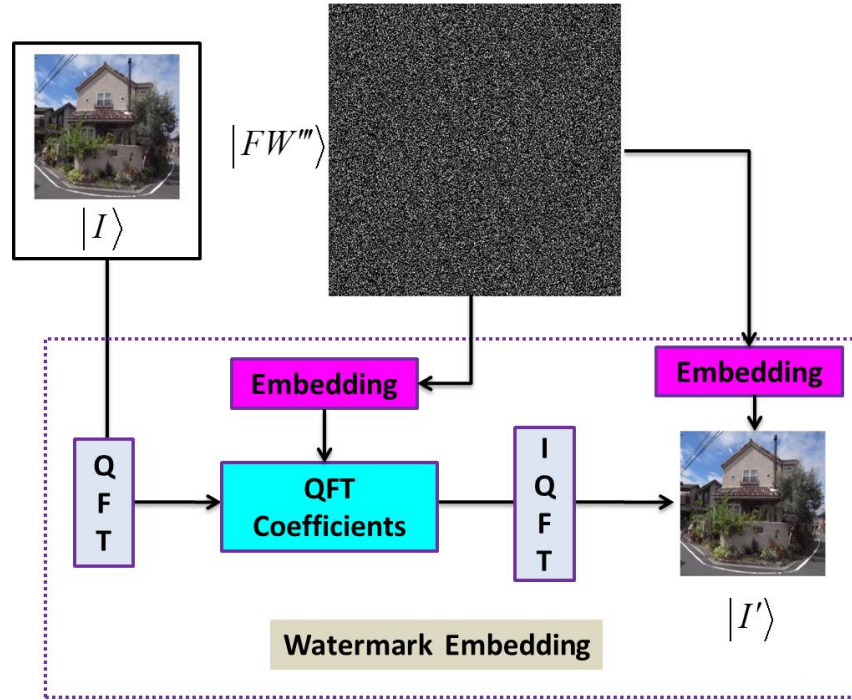 |I⟩
|FW'''⟩
Embedding
Embedding
Q
F
T
QFT
Coefficients
I
Q
F
T
|I'⟩
Watermark Embedding